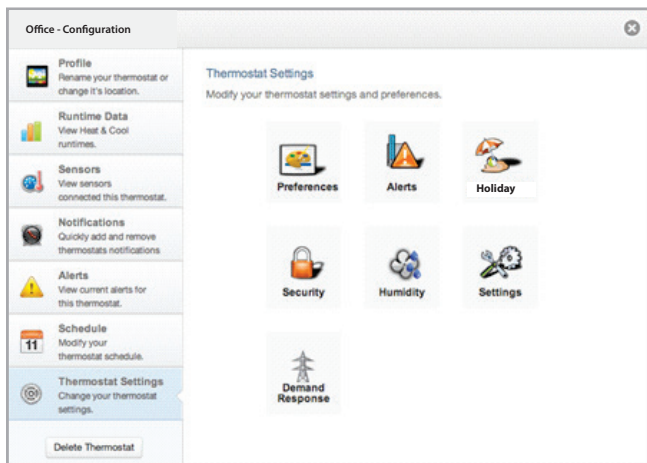 Office - Configuration
Profile
Rename your thermostat or
change it's location.
Runtime Data
View Heat & Cool
runtimes.
Sensors
View sensors
connected this thermostat.
Notifications
Quickly add and remove
thermostats notifications
Alerts
View current alerts for
this thermostat.
11
Schedule
Modify your
thermostat schedule.
Thermostat Settings
Change your thermostat
settings.
Delete Thermostat
Thermostat Settings
Modify your thermostat settings and preferences.
Preferences
Alerts
Holiday
Security
Humidity
Settings
Demand
Response